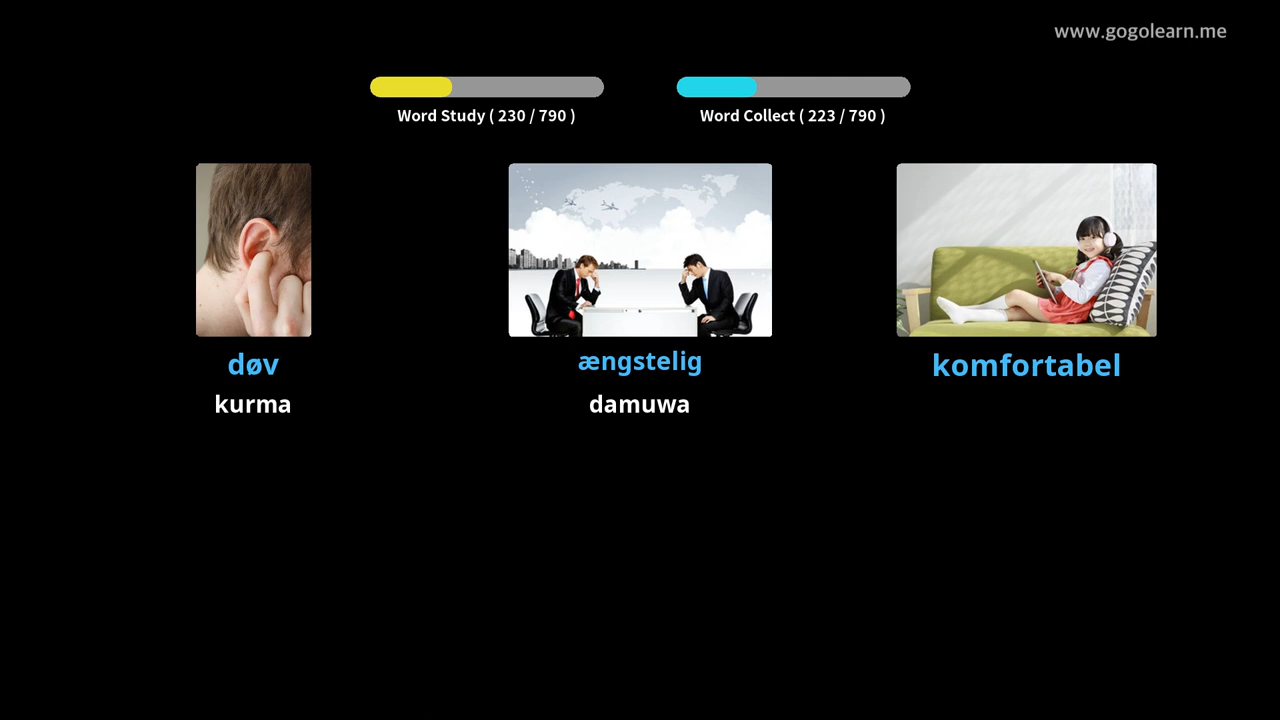 www.gogolearn.me
Word Study ( 230 / 790 )
Word Collect ( 223 / 790 )
døv
ængstelig
komfortabel
kurma
damuwa